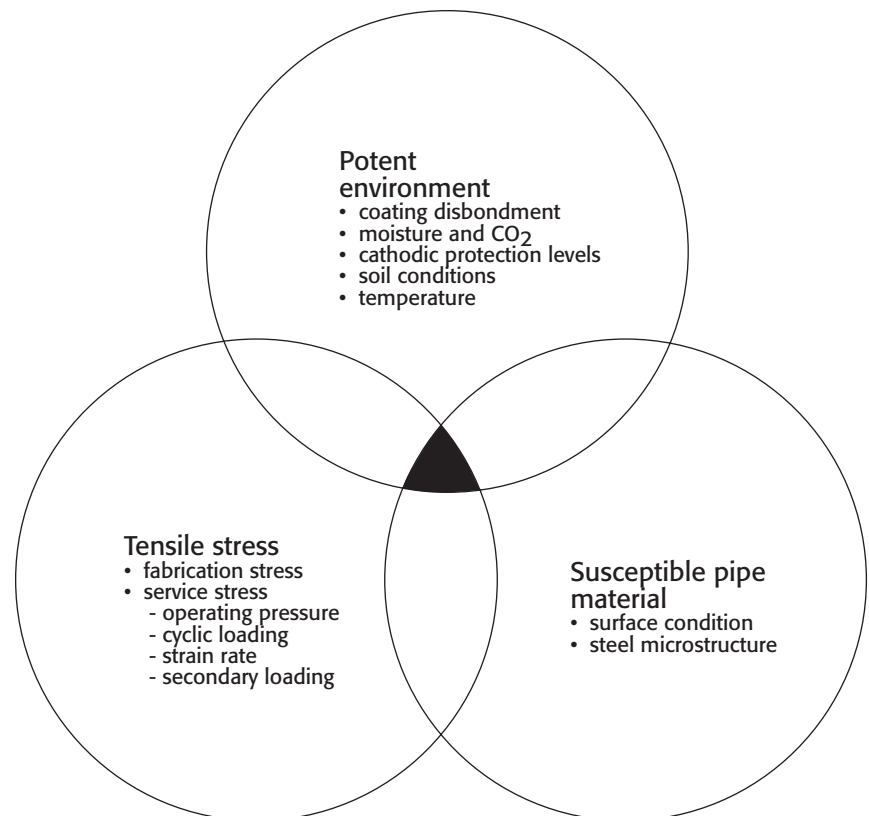 Potent
environment
• coating disbondment
• moisture and CO2
• cathodic protection levels
• soil conditions
• temperature
Tensile stress
• fabrication stress
• service stress
- operating pressure
- cyclic loading
- strain rate
- secondary loading
Susceptible pipe
material
• surface condition
• steel microstructure